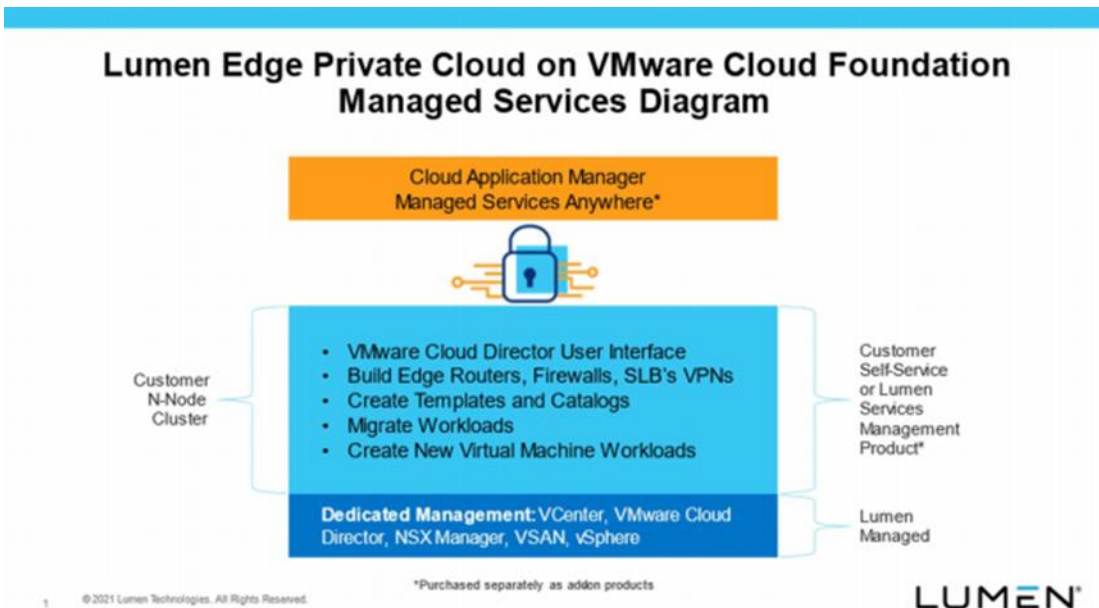 Lumen Edge Private Cloud on VMware Cloud Foundation
Managed Services Diagram
Cloud Application Manager
Managed Services Anywhere*
Customer
N-Node
Cluster
• VMware Cloud Director User Interface
• Build Edge Routers, Firewalls, SLB's VPNs
• Create Templates and Catalogs
• Migrate Workloads
• Create New Virtual Machine Workloads
Customer
Self-Service
or Lumen
Services
Management
Product*
Dedicated Management: VCenter, VMware Cloud
Director, NSX Manager, VSAN, vSphere
Lumen
Managed
*Purchased separately as addon products
1
©2021 Lumen Technologies. All Rights Reserved.
LUMEN®